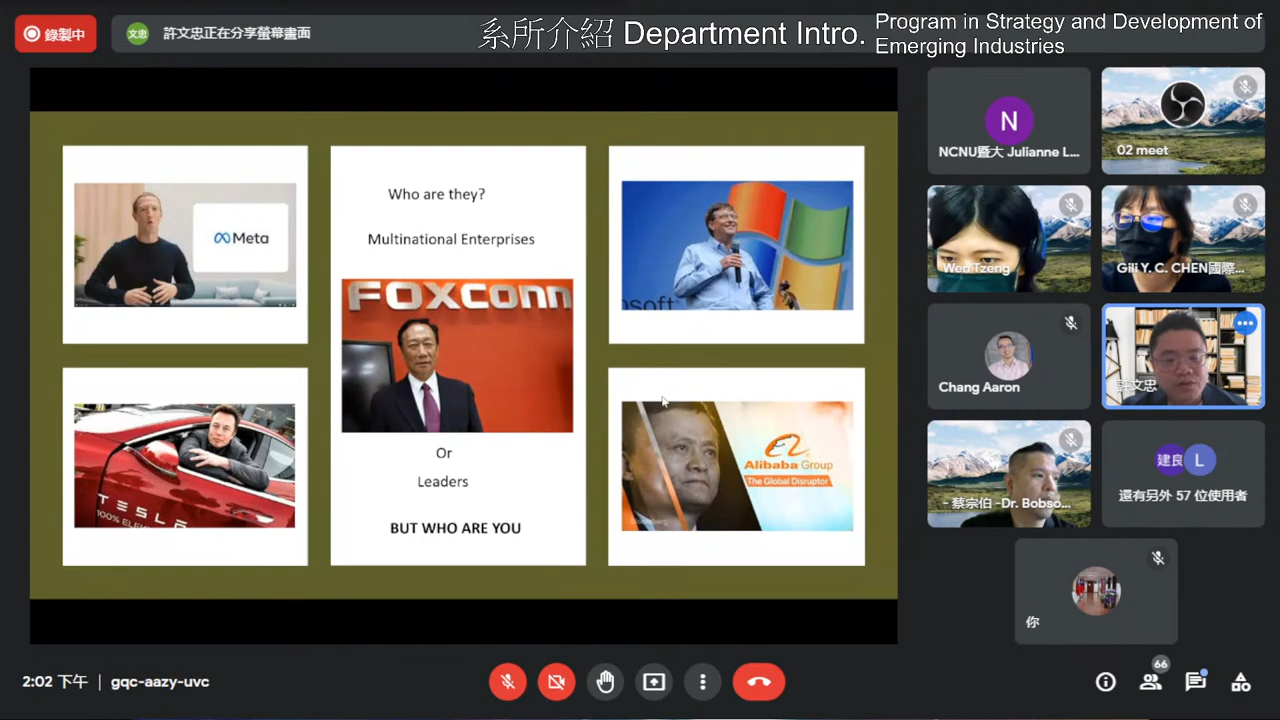 錄製中
文忠
許文忠正在分享螢幕畫面
系所介紹 Department Intro.
Program in Strategy and Development of
Emerging Industries
Meta
Who are they?
Multinational Enterprises
FOXCONN
Or
Leaders
BUT WHO ARE YOU
osoft
TESLA
100% ELE
Alibaba Group
The Global Disruptor
N
NCNU暨大 Julianne L...
02 meet
Wen Tzeng
Gili Y. C. CHEN國際...
Chang Aaron
許文忠
- 蔡宗伯 -Dr. Bobso...
建良
L
還有另外 57 位使用者
你
2:02 下午 | gqc-aazy-uvc
66